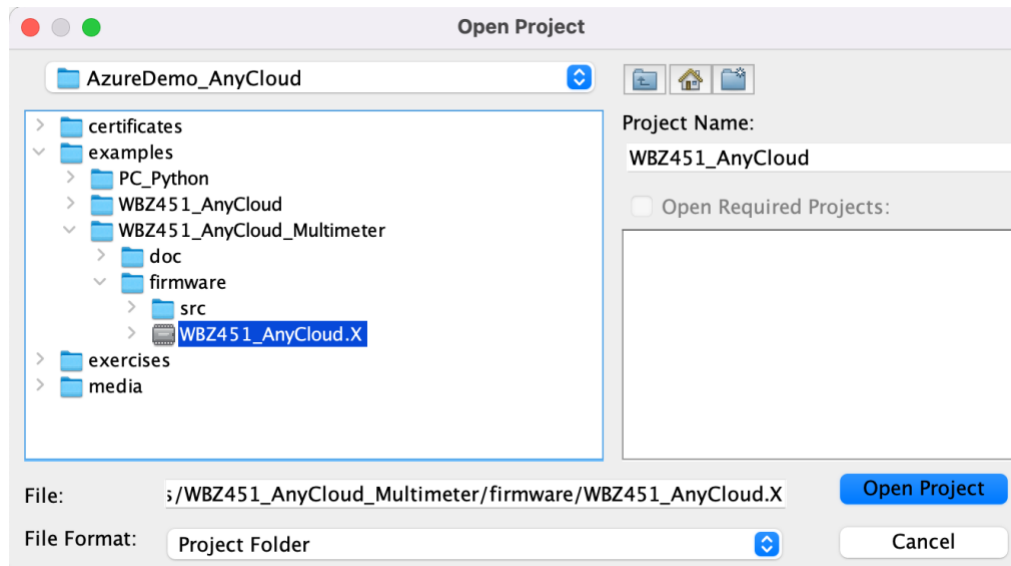 Open Project
AzureDemo_AnyCloud
certificates
examples
PC_Python
WBZ451_AnyCloud
WBZ451_AnyCloud_Multimeter
doc
firmware
src
WBZ451_AnyCloud.X
exercises
media
Project Name:
WBZ451_AnyCloud
Open Required Projects:
File: s/WBZ451_AnyCloud_Multimeter/firmware/WBZ451_AnyCloud.X
Open Project
File Format: Project Folder
Cancel